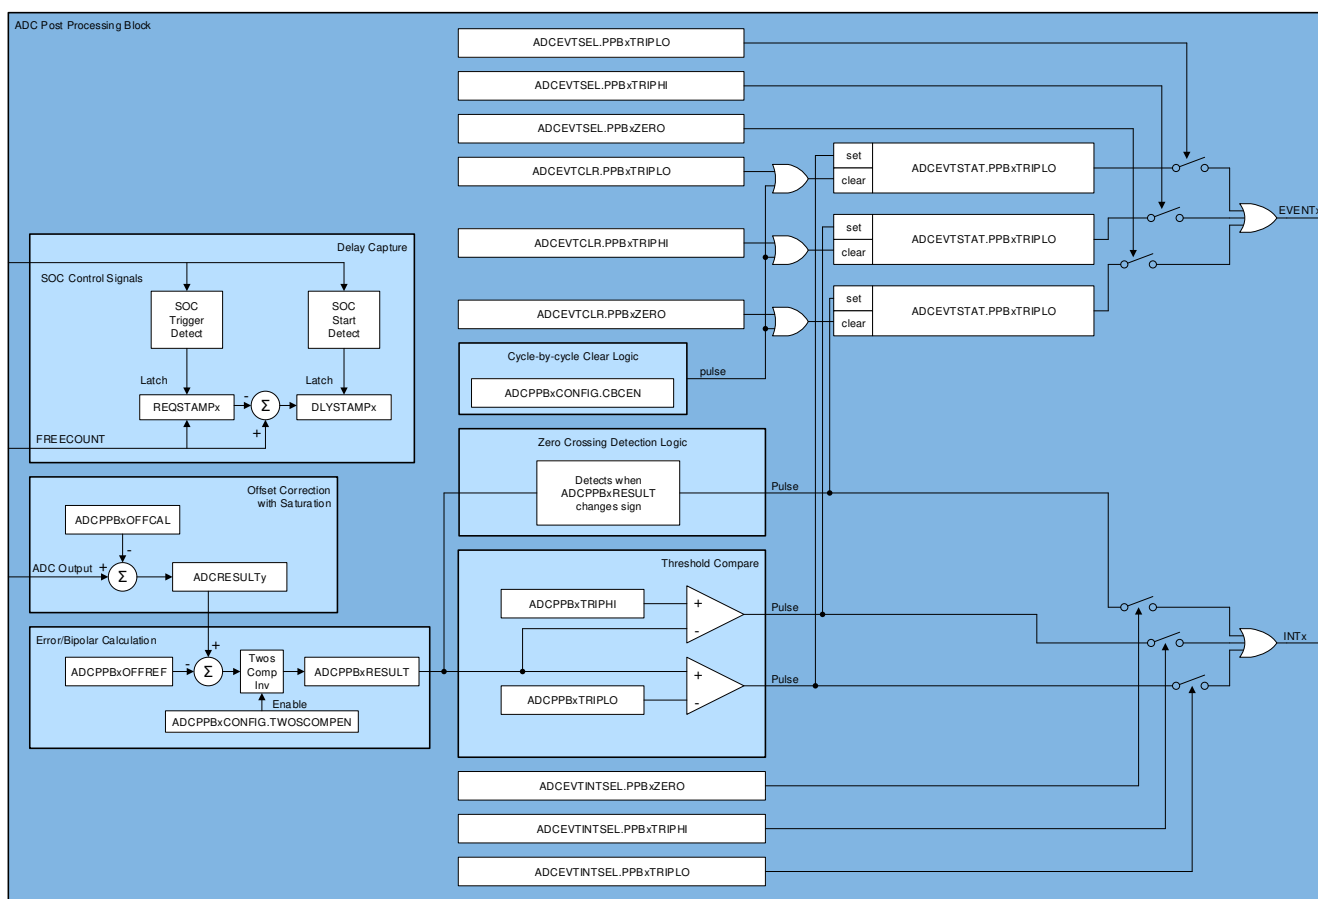 ADC Post Processing Block
ADCEVTSEL.PPBxTRIPLO
ADCEVTSEL.PPBxTRIPHI
ADCEVTSEL.PPBxZERO
ADCEVTCLR.PPBxTRIPLO
set
clear
ADCEVTSTAT.PPBxTRIPLO
EVENTx
ADCEVTCLR.PPBxTRIPHI
set
clear
ADCEVTSTAT.PPBxTRIPLO
ADCEVTCLR.PPBxZERO
set
clear
ADCEVTSTAT.PPBxTRIPLO
Delay Capture
SOC Control Signals
SOC
Trigger
Detect
SOC
Start
Detect
Latch
Latch
REQSTAMPx
-
Σ
+
DLYSTAMPx
FREECOUNT
Cycle-by-cycle Clear Logic
ADCPPBxCONFIG.CBCEN
pulse
Zero Crossing Detection Logic
Detects when
ADCPPBxRESULT
changes sign
Pulse
Offset Correction
with Saturation
ADCPPBxOFFCAL
-
ADC Output
+
Σ
ADCRESULTy
Threshold Compare
ADCPPBxTRIPHI
+
-
Pulse
ADCPPBxTRIPLO
+
-
Pulse
INTx
Error/Bipolar Calculation
+
ADCPPBxOFFREF
-
Σ
Twos
Comp
Inv
ADCPPBxRESULT
Enable
ADCPPBxCONFIG.TWOSCOMPEN
ADCEVTINTSEL.PPBxZERO
ADCEVTINTSEL.PPBxTRIPHI
ADCEVTINTSEL.PPBxTRIPLO